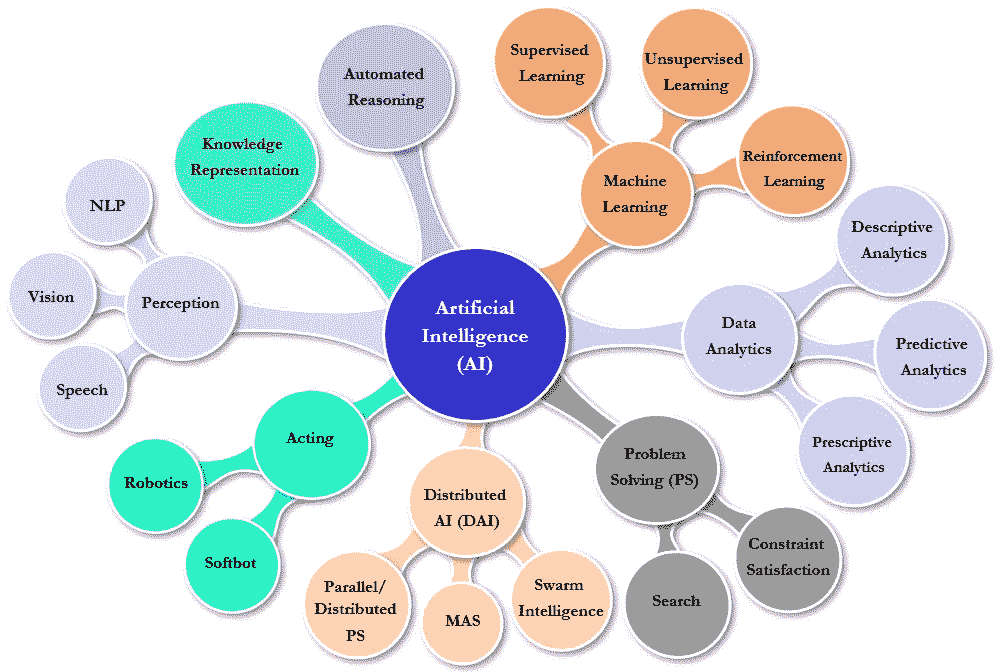 Artificial
Intelligence
(AI)
Automated
Reasoning
Knowledge
Representation
Perception
NLP
Vision
Speech
Acting
Robotics
Softbot
Distributed
AI (DAI)
Parallel/
Distributed
PS
MAS
Swarm
Intelligence
Problem
Solving (PS)
Search
Constraint
Satisfaction
Data
Analytics
Descriptive
Analytics
Predictive
Analytics
Prescriptive
Analytics
Machine
Learning
Supervised
Learning
Unsupervised
Learning
Reinforcement
Learning